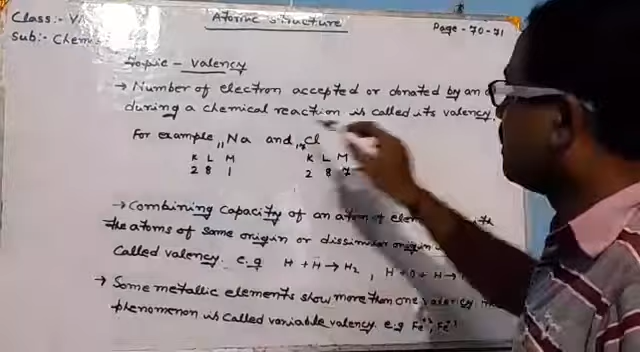 Atomic structure
Class:- V
Page - 70-71
Sub:- Chem
Topic - Valency
→ Number of electron accepted or donated by an
during a chemical reaction is called its valency.
For example, 11Na and 17Cl
K L M K L M
2 8 1 2 8 7
→ Combining capacity of an atom of
the atoms of same origin or dissimilar origin
called valency. e.g H + H → H2 , H + O + H →
→ Some metallic elements show more than one valency
phenomenon is called variable valency. e.g Fe+2, Fe+3